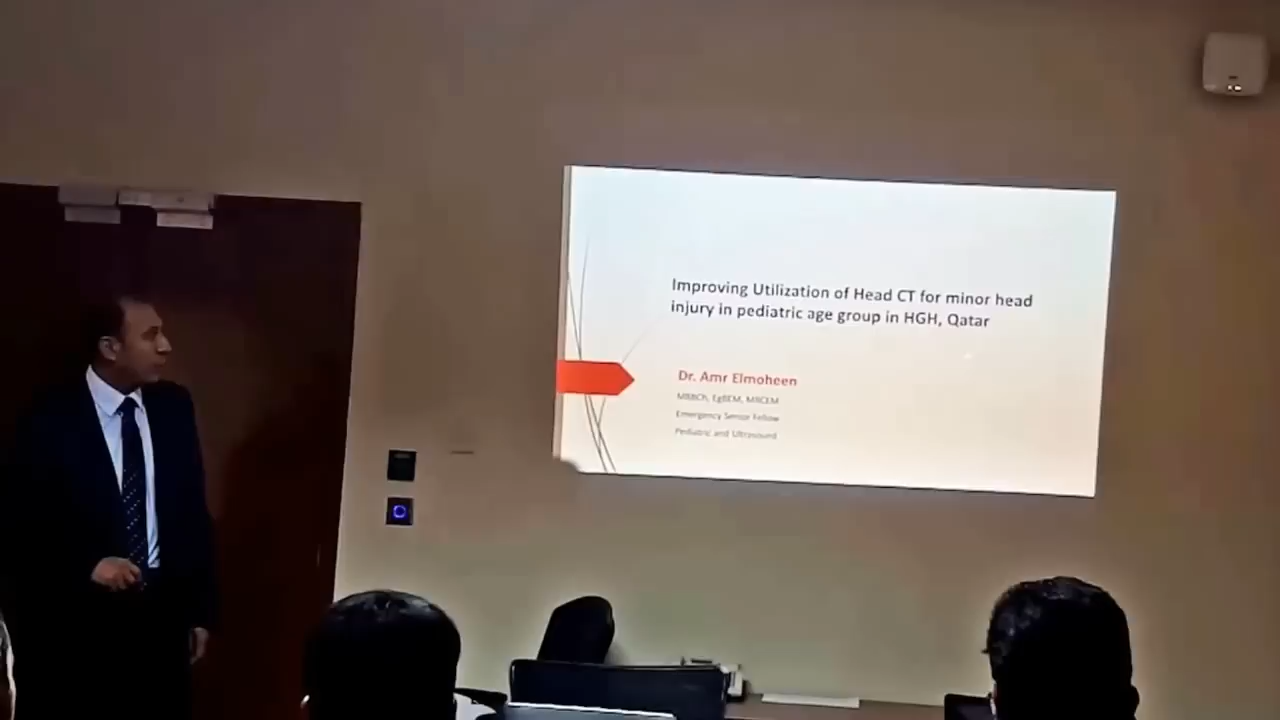 Improving Utilization of Head CT for minor head
injury in pediatric age group in HGH, Qatar
Dr. Amr Elmoheen
MBBCh, EgBEM, MRCEM
Emergency Senior Fellow
Pediatric and Ultrasound